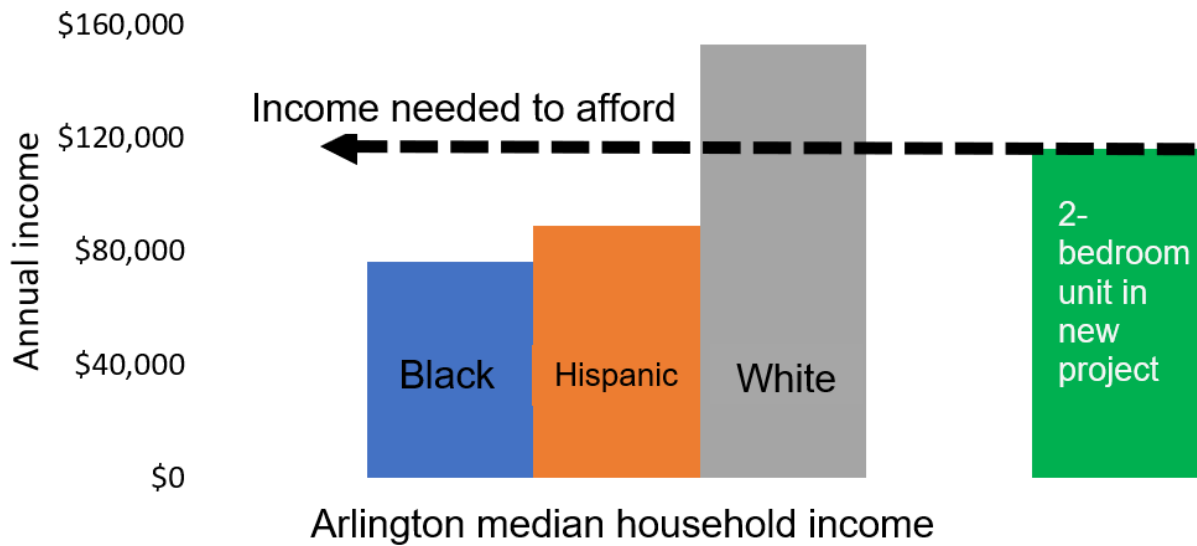 $160,000
Income needed to afford
$120,000
$80,000
$40,000
$0
Annual income
Black
Hispanic
White
2-
bedroom
unit in
new
project
Arlington median household income